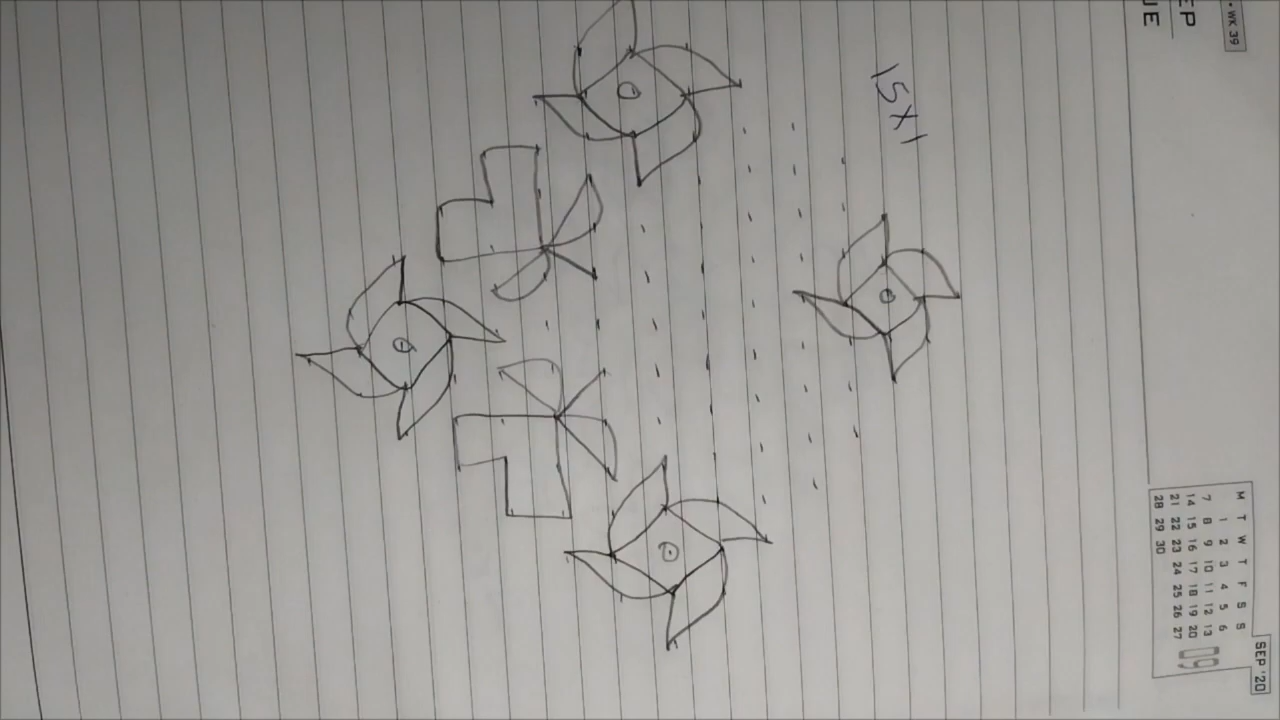 • WK 39
EP
UE
15X1
SEP '20
09
M T W T F S S
1 2 3 4 5 6
7 8 9 10 11 12 13
14 15 16 17 18 19 20
21 22 23 24 25 26 27
28 29 30